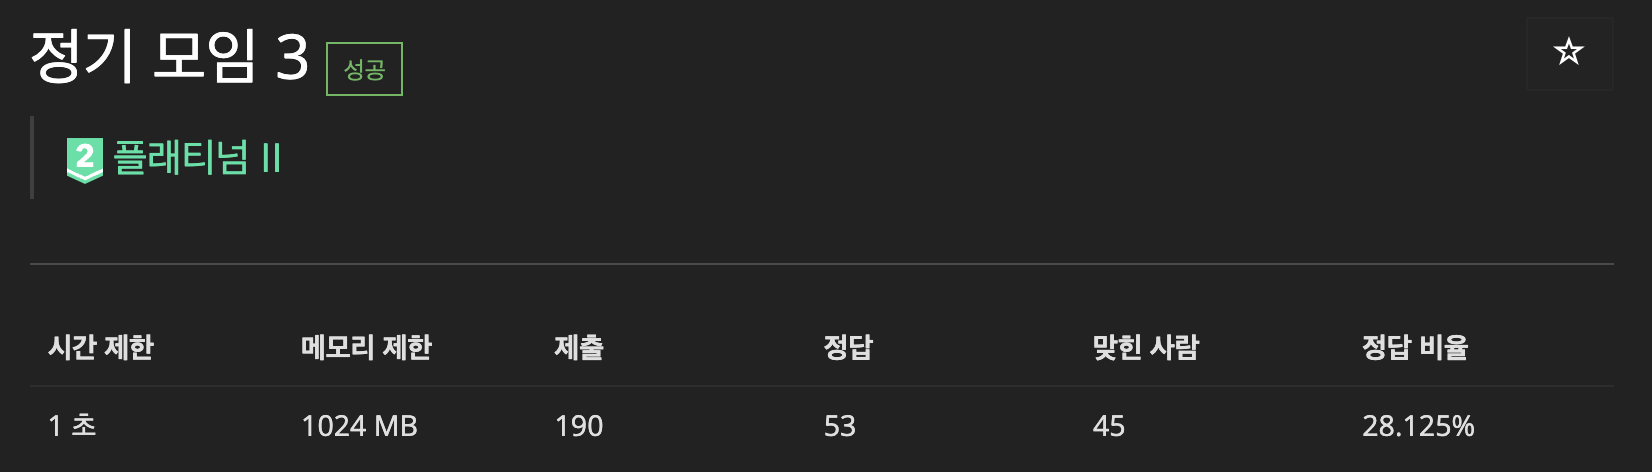 정기 모임 3 성공
2 플래티넘 II
시간 제한 메모리 제한 제출 정답 맞힌 사람 정답 비율
1 초 1024 MB 190 53 45 28.125%